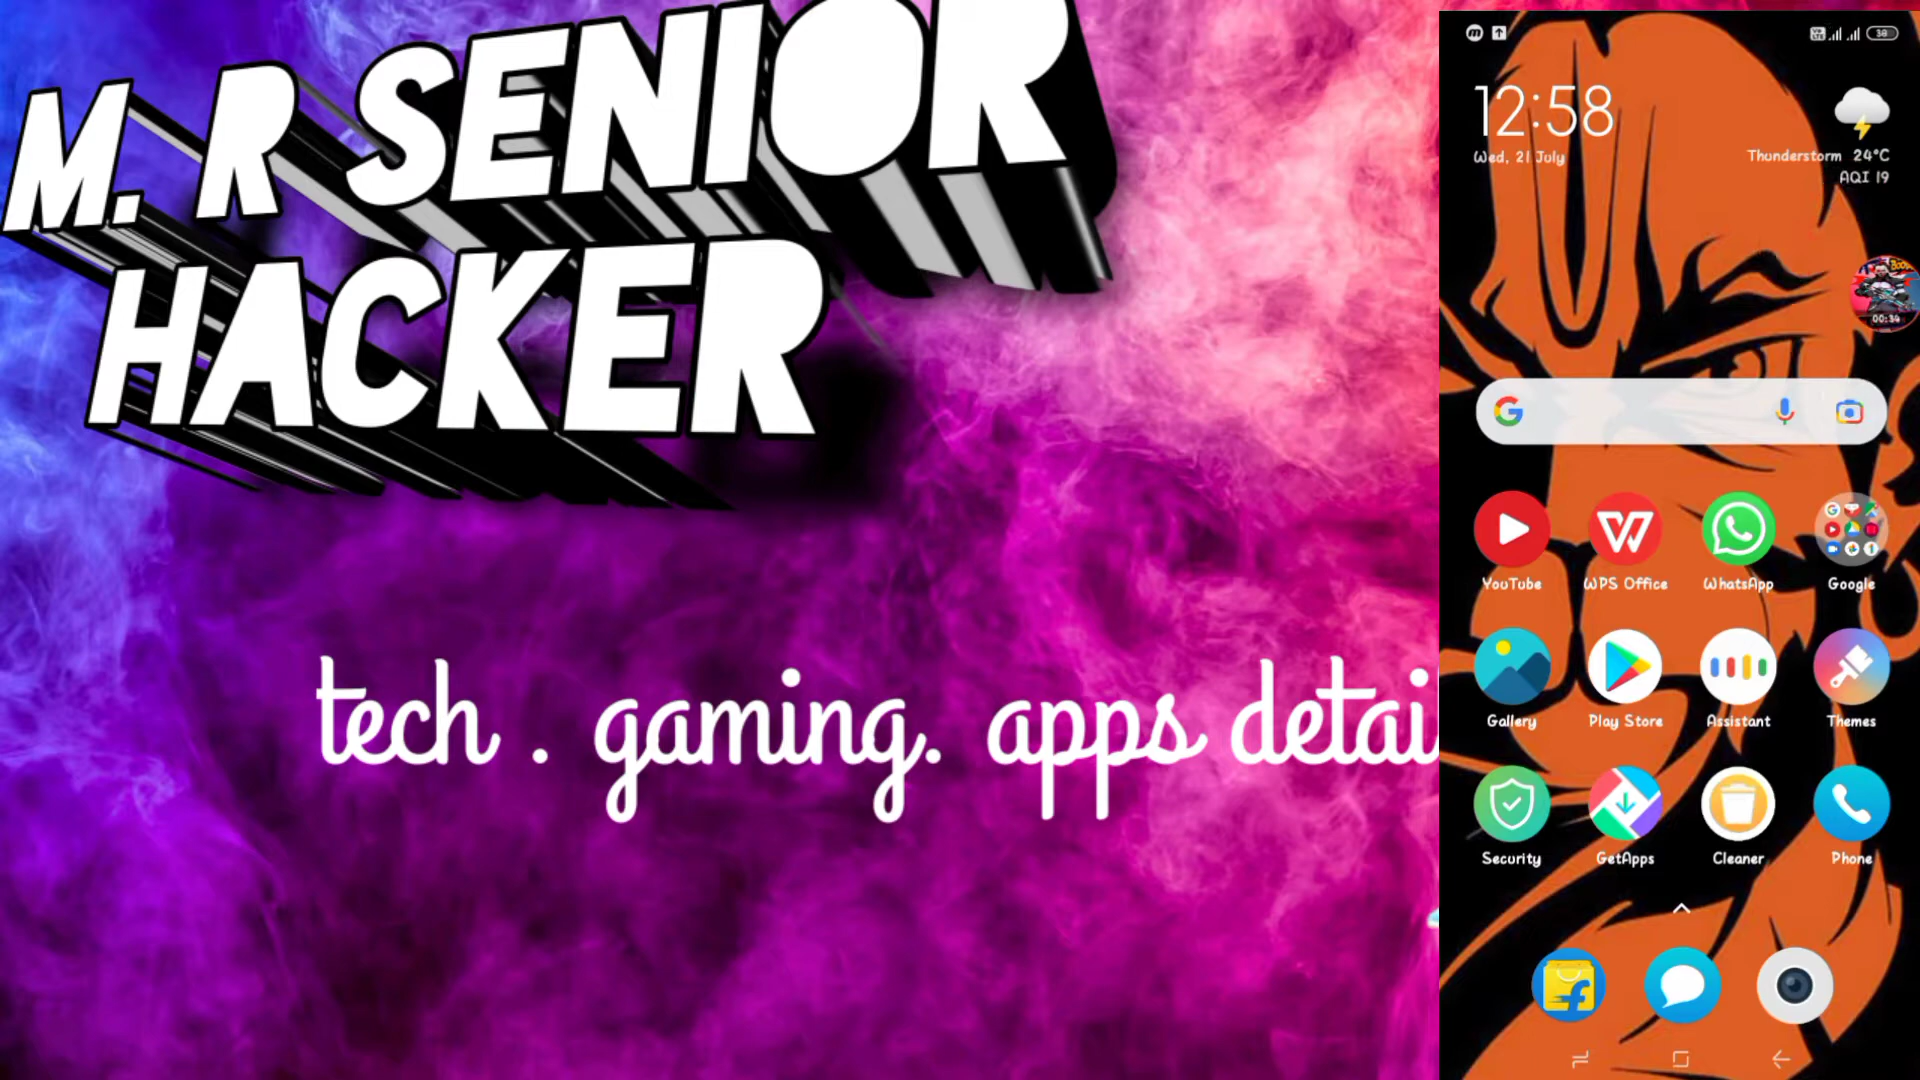 M. R SENIOR
HACKER
tech . gaming. apps detai
38
12:58
Wed, 21 July
Thunderstorm 24°C
AQI 19
00:34
YouTube
WPS Office
WhatsApp
Google
Gallery
Play Store
Assistant
Themes
Security
GetApps
Cleaner
Phone